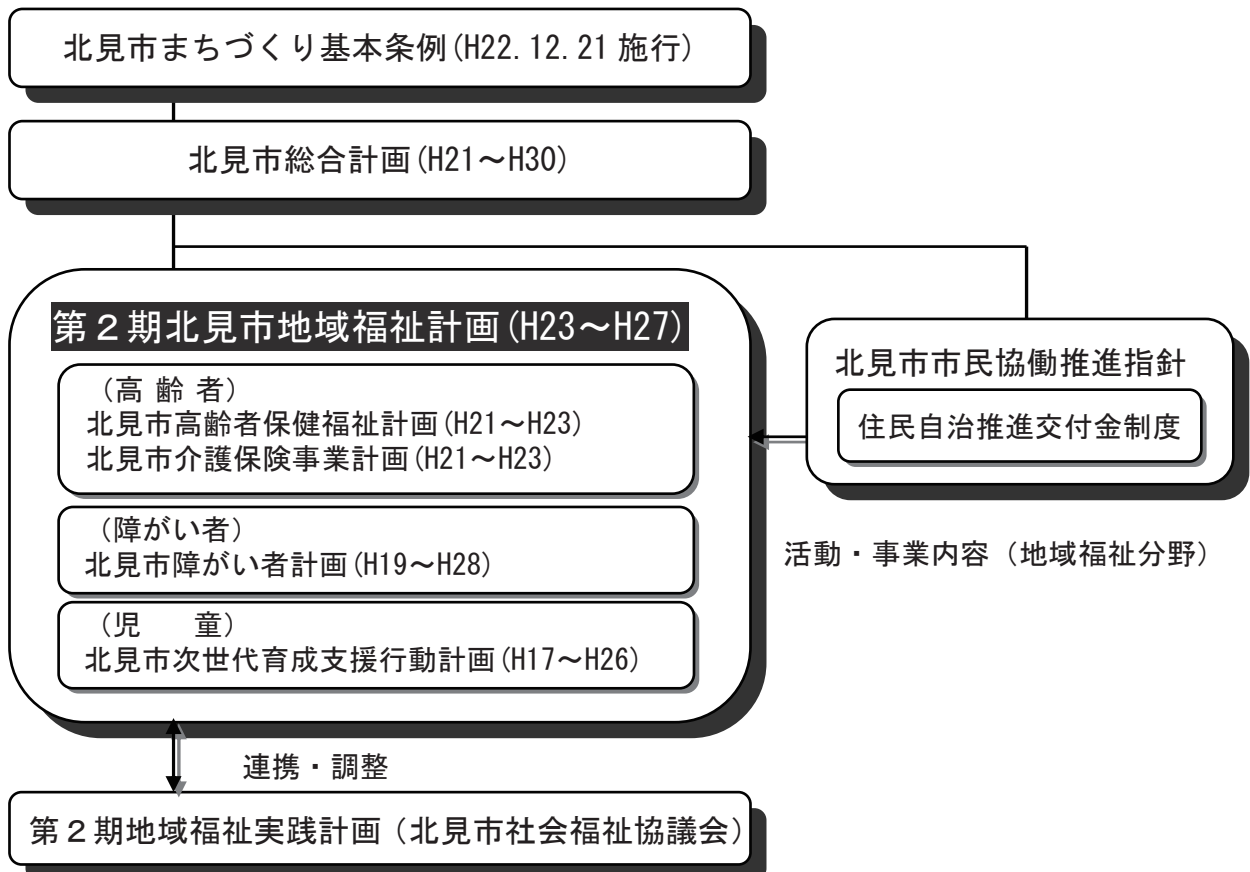 北見市まちづくり基本条例(H22.12.21 施行)
北見市総合計画(H21～H30)
第２期北見市地域福祉計画(H23～H27)
（高 齢 者）
北見市高齢者保健福祉計画(H21～H23)
北見市介護保険事業計画(H21～H23)
（障がい者）
北見市障がい者計画(H19～H28)
（児　　童）
北見市次世代育成支援行動計画(H17～H26)
北見市市民協働推進指針
住民自治推進交付金制度
活動・事業内容（地域福祉分野）
連携・調整
第２期地域福祉実践計画（北見市社会福祉協議会）